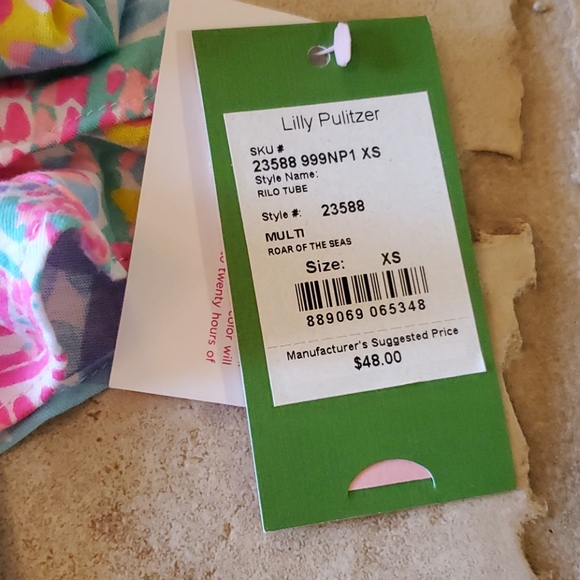 Lilly Pulitzer
SKU #
23588 999NP1 XS
Style Name:
RILO TUBE
Style #: 23588
MULTI
ROAR OF THE SEAS
Size: XS
889069 065348
Manufacturer's Suggested Price
$48.00
color will
to twenty hours of